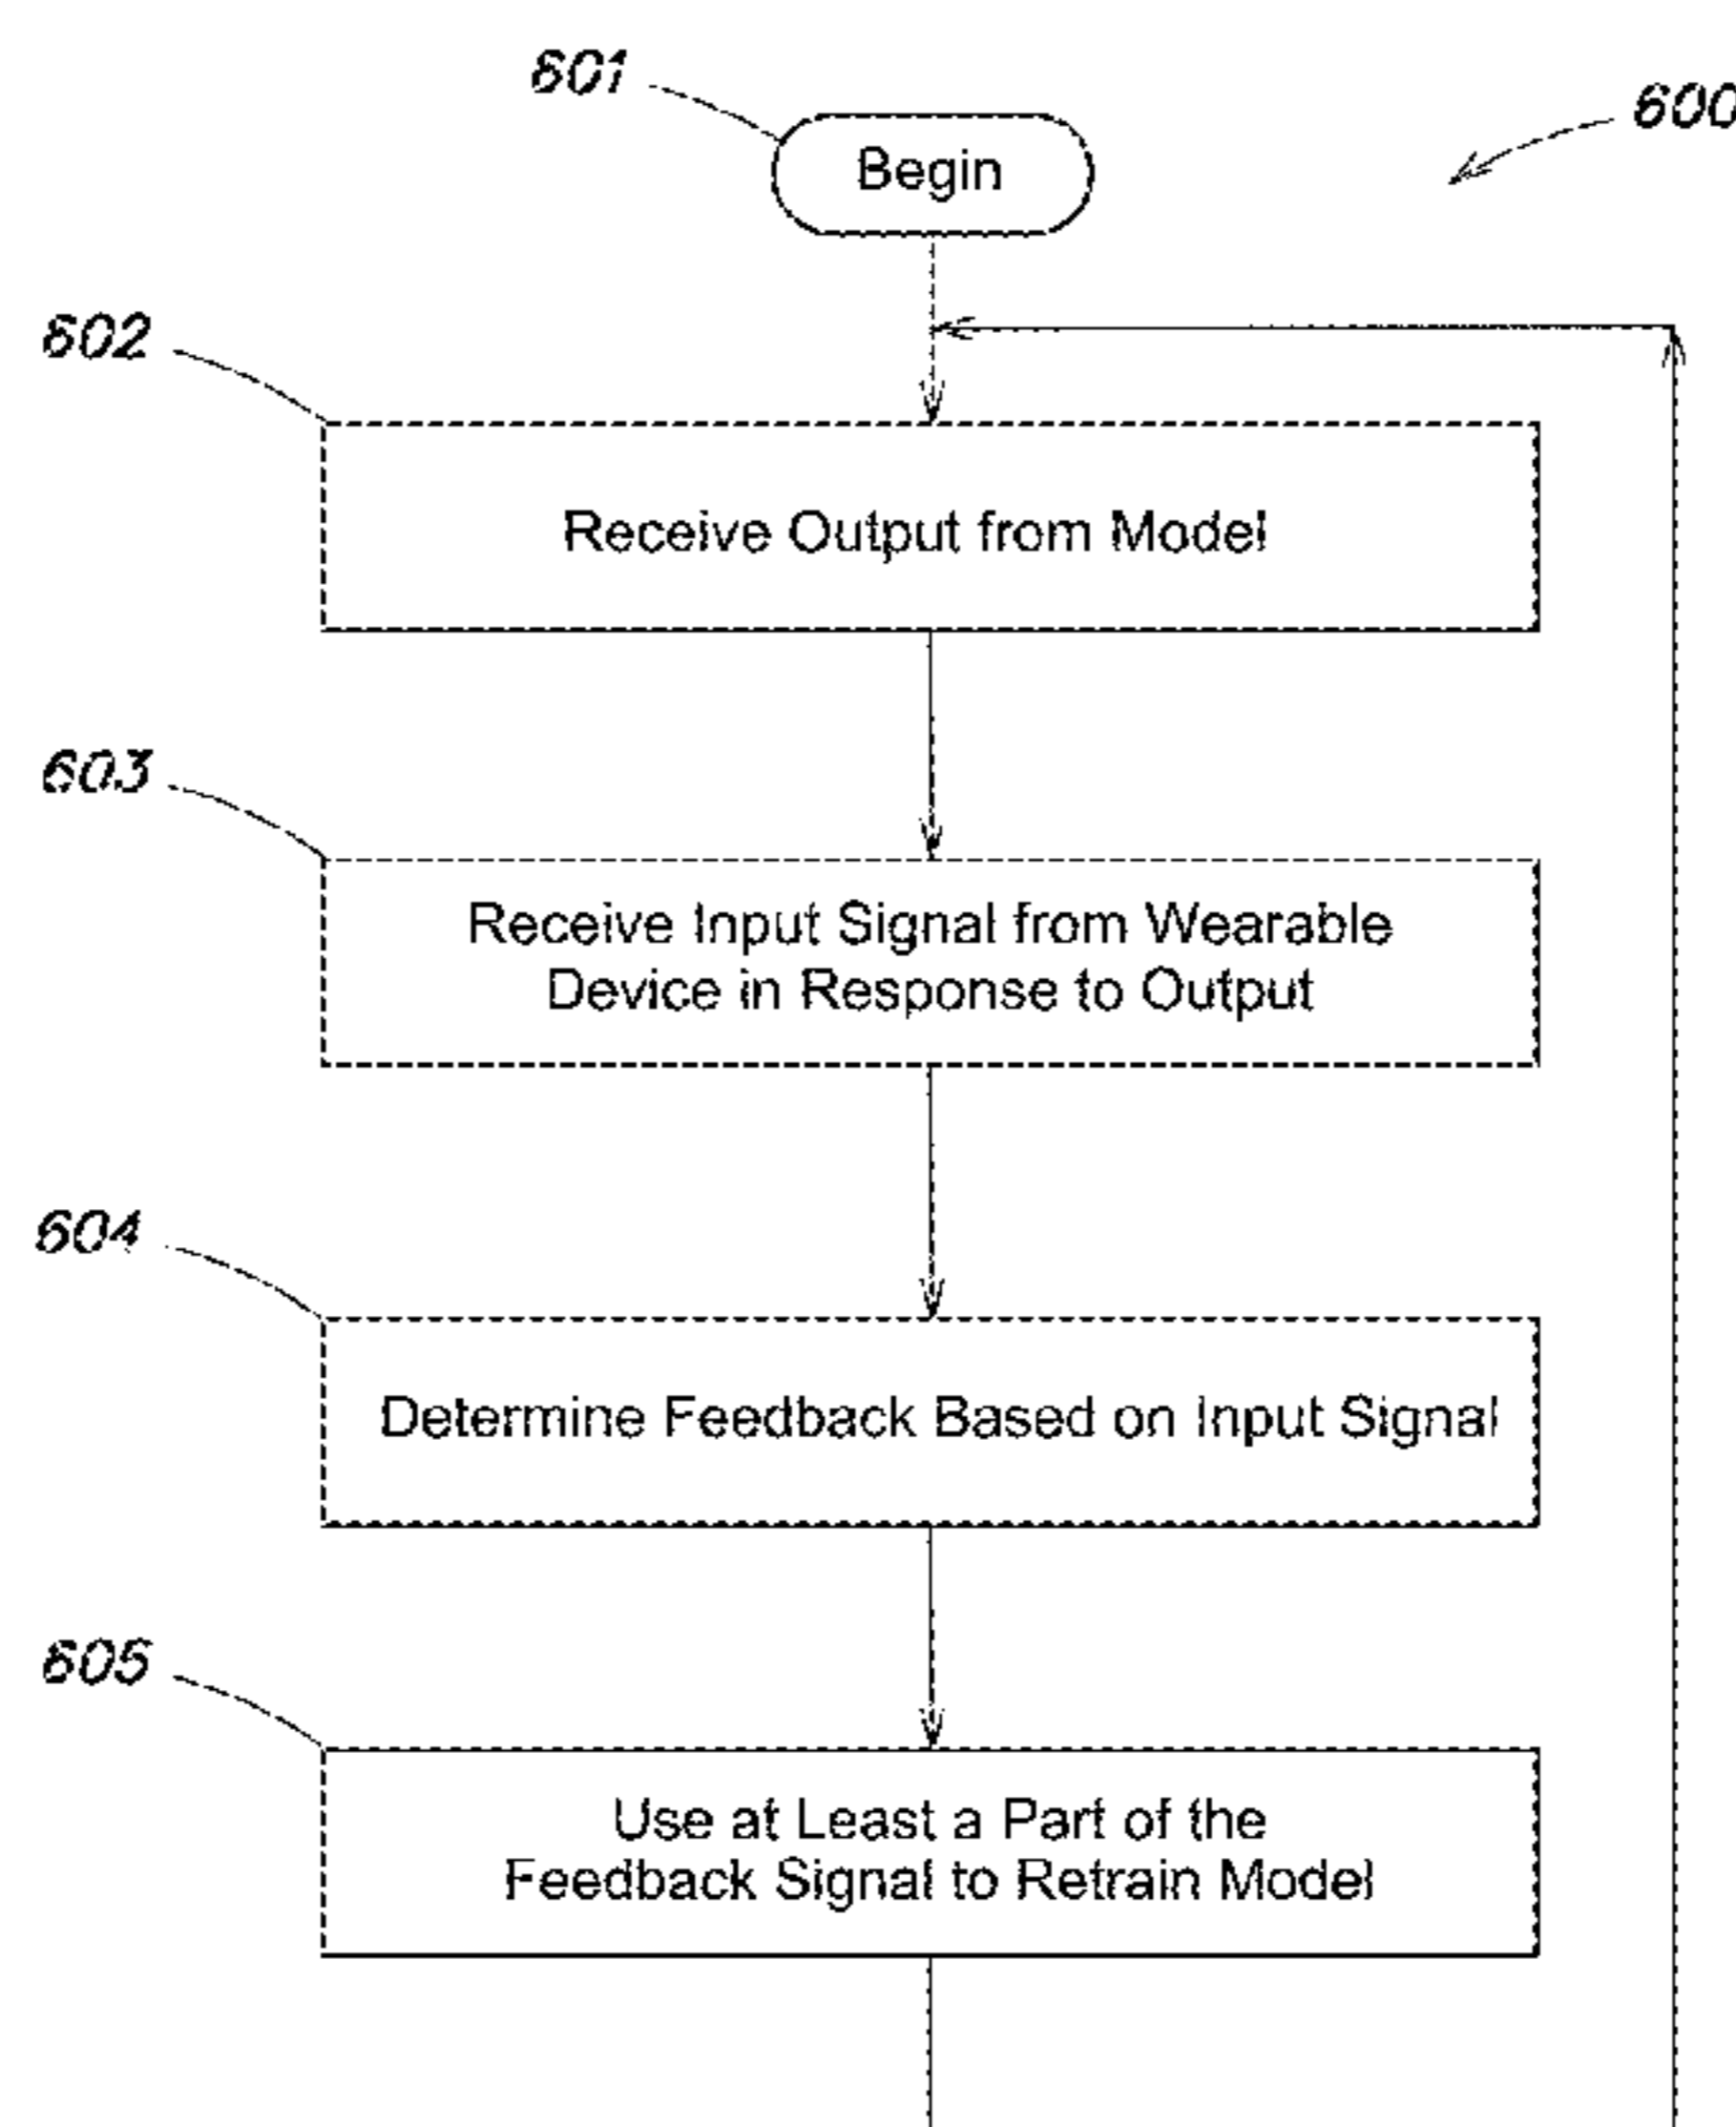 601
Begin
600
602
Receive Output from Model
603
Receive Input Signal from Wearable
Device in Response to Output
604
Determine Feedback Based on Input Signal
605
Use at Least a Part of the
Feedback Signal to Retrain Model